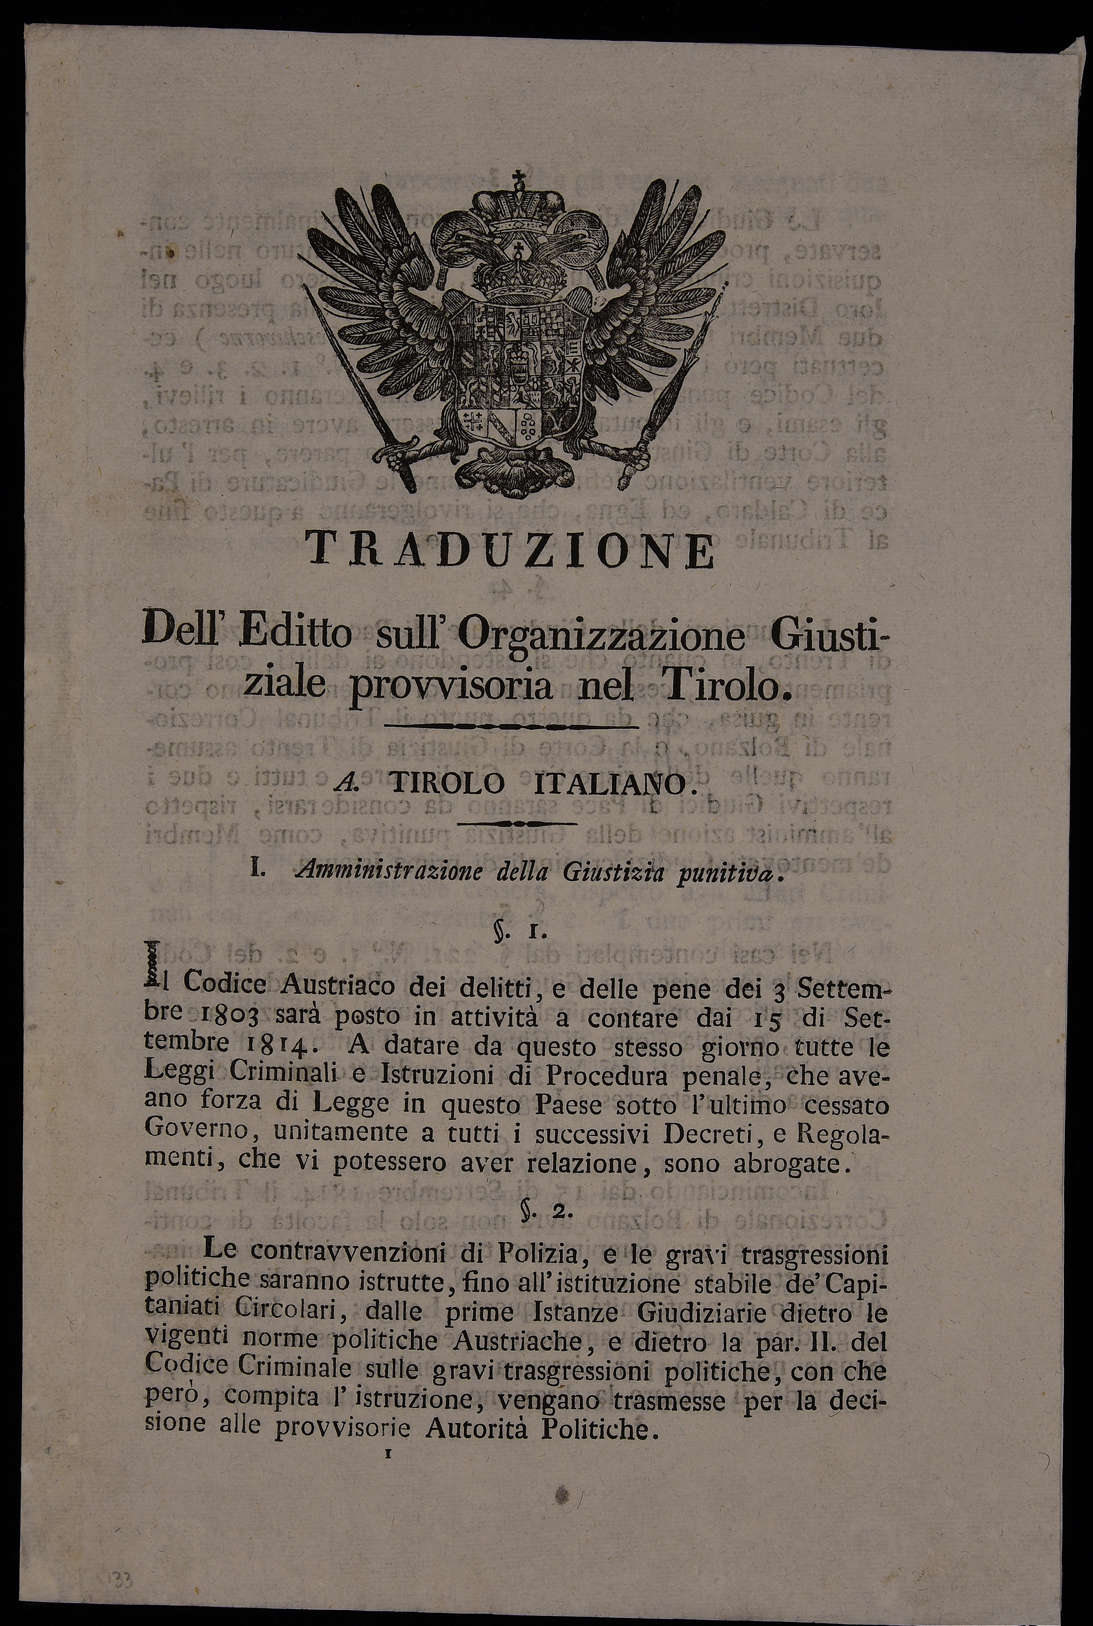 TRADUZIONE
Dell' Editto sull' Organizzazione Giusti-
ziale provvisoria nel Tirolo.
A. TIROLO ITALIANO.
I. Amministrazione della Giustizia punitiva.
§. 1.
Il Codice Austriaco dei delitti, e delle pene dei 3 Settem-
bre 1803 sarà posto in attività a contare dai 15 di Set-
tembre 1814. A datare da questo stesso giorno tutte le
Leggi Criminali e Istruzioni di Procedura penale, che ave-
ano forza di Legge in questo Paese sotto l'ultimo cessato
Governo, unitamente a tutti i successivi Decreti, e Regola-
menti, che vi potessero aver relazione, sono abrogate.
§. 2.
Le contravvenzioni di Polizia, e le gravi trasgressioni
politiche saranno istrutte, fino all'istituzione stabile de' Capi-
taniati Circolari, dalle prime Istanze Giudiziarie dietro le
vigenti norme politiche Austriache, e dietro la par. II. del
Codice Criminale sulle gravi trasgressioni politiche, con che
però, compita l' istruzione, vengano trasmesse per la deci-
sione alle provvisorie Autorità Politiche.
1
133